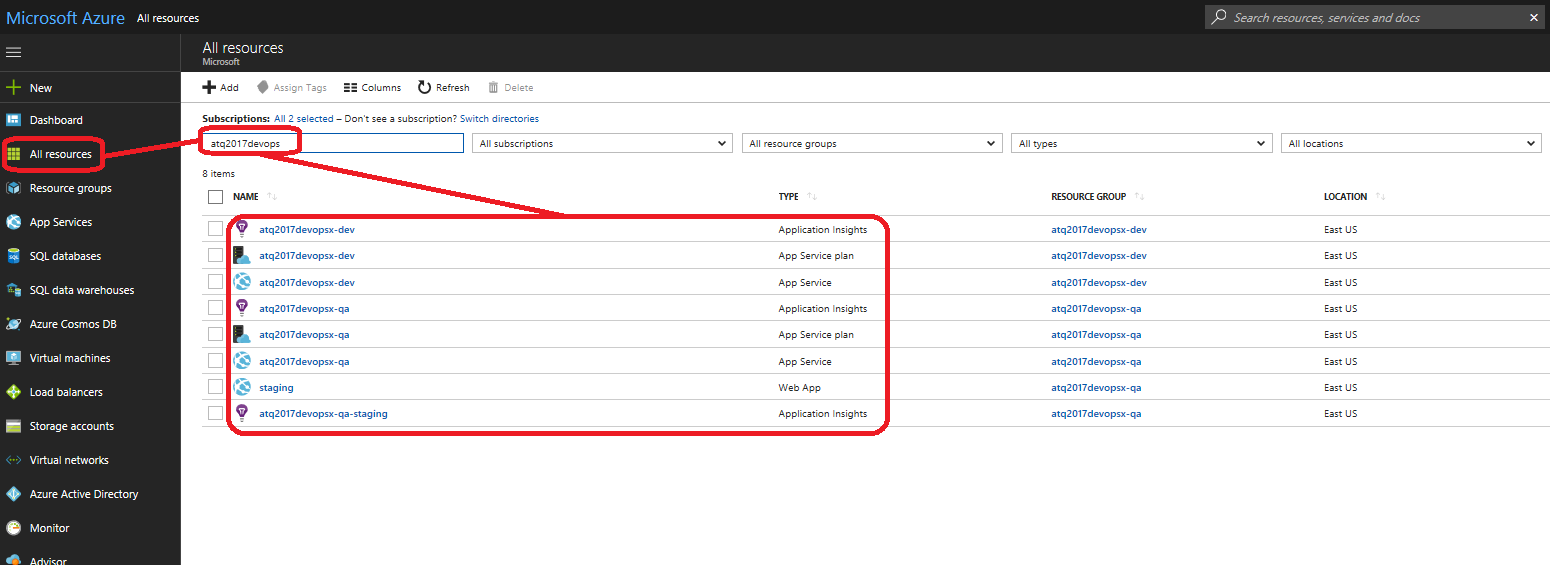 Microsoft Azure All resources
Search resources, services and docs
All resources
Microsoft
New
Dashboard
All resources
Resource groups
App Services
SQL databases
SQL data warehouses
Azure Cosmos DB
Virtual machines
Load balancers
Storage accounts
Virtual networks
Azure Active Directory
Monitor
Advisor
Add Assign Tags Columns Refresh Delete
Subscriptions: All 2 selected – Don't see a subscription? Switch directories
atq2017devops All subscriptions All resource groups All types All locations
8 items
NAME TYPE RESOURCE GROUP LOCATION
atq2017devopsx-dev Application Insights atq2017devopsx-dev East US
atq2017devopsx-dev App Service plan atq2017devopsx-dev East US
atq2017devopsx-dev App Service atq2017devopsx-dev East US
atq2017devopsx-qa Application Insights atq2017devopsx-qa East US
atq2017devopsx-qa App Service plan atq2017devopsx-qa East US
atq2017devopsx-qa App Service atq2017devopsx-qa East US
staging Web App atq2017devopsx-qa East US
atq2017devopsx-qa-staging Application Insights atq2017devopsx-qa East US